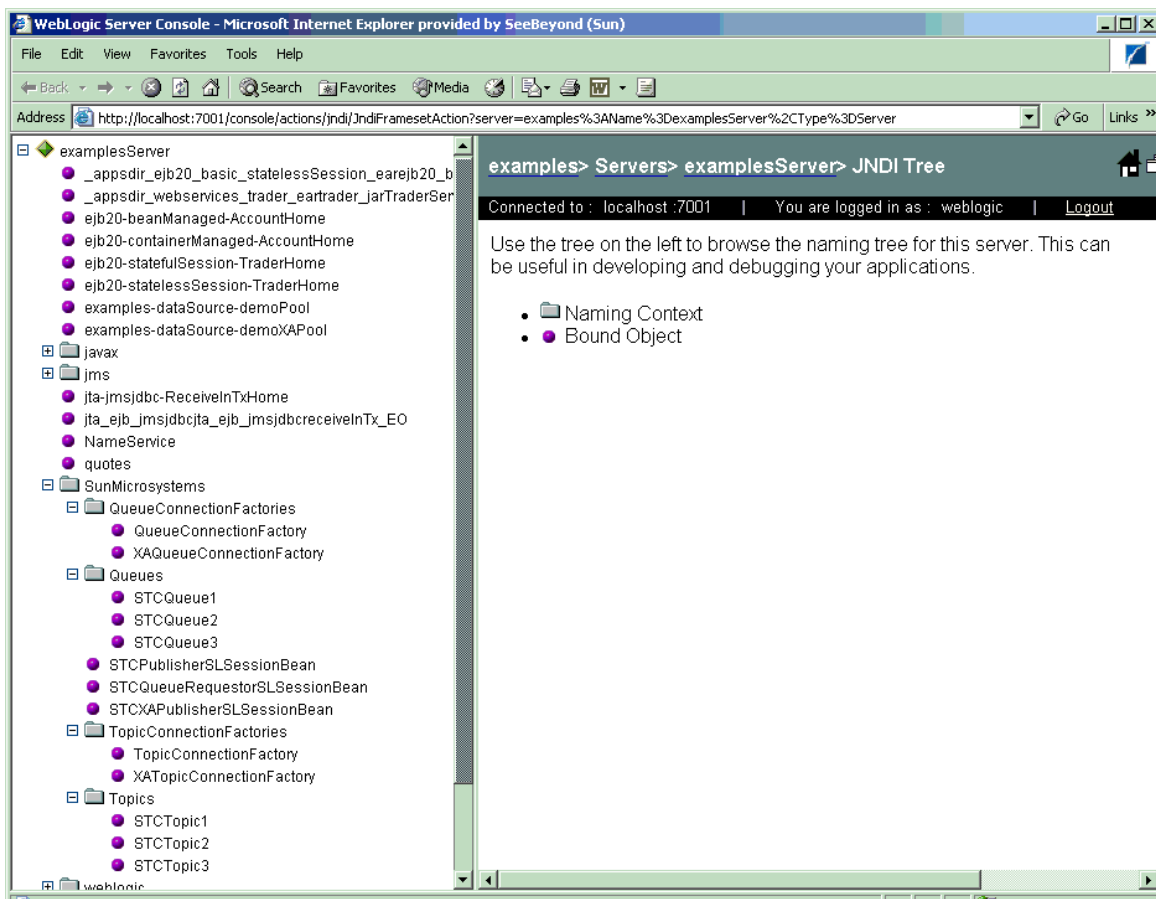 WebLogic Server Console - Microsoft Internet Explorer provided by SeeBeyond (Sun)
File Edit View Favorites Tools Help
Back Search Favorites Media
Address http://localhost:7001/console/actions/jndi/JndiFramesetAction?server=examples%3AName%3DexamplesServer%2CType%3DServer Go Links »
examplesServer
_appsdir_ejb20_basic_statelessSession_earejb20_b
_appsdir_webservices_trader_eartrader_jarTraderSer
ejb20-beanManaged-AccountHome
ejb20-containerManaged-AccountHome
ejb20-statefulSession-TraderHome
ejb20-statelessSession-TraderHome
examples-dataSource-demoPool
examples-dataSource-demoXAPool
javax
jms
jta-jmsjdbc-ReceiveInTxHome
jta_ejb_jmsjdbcjta_ejb_jmsjdbcreceiveInTx_EO
NameService
quotes
SunMicrosystems
QueueConnectionFactories
QueueConnectionFactory
XAQueueConnectionFactory
Queues
STCQueue1
STCQueue2
STCQueue3
STCPublisherSLSessionBean
STCQueueRequestorSLSessionBean
STCXAPublisherSLSessionBean
TopicConnectionFactories
TopicConnectionFactory
XATopicConnectionFactory
Topics
STCTopic1
STCTopic2
STCTopic3
weblogic
examples> Servers> examplesServer> JNDI Tree
Connected to : localhost :7001 | You are logged in as : weblogic | Logout
Use the tree on the left to browse the naming tree for this server. This can
be useful in developing and debugging your applications.
Naming Context
Bound Object